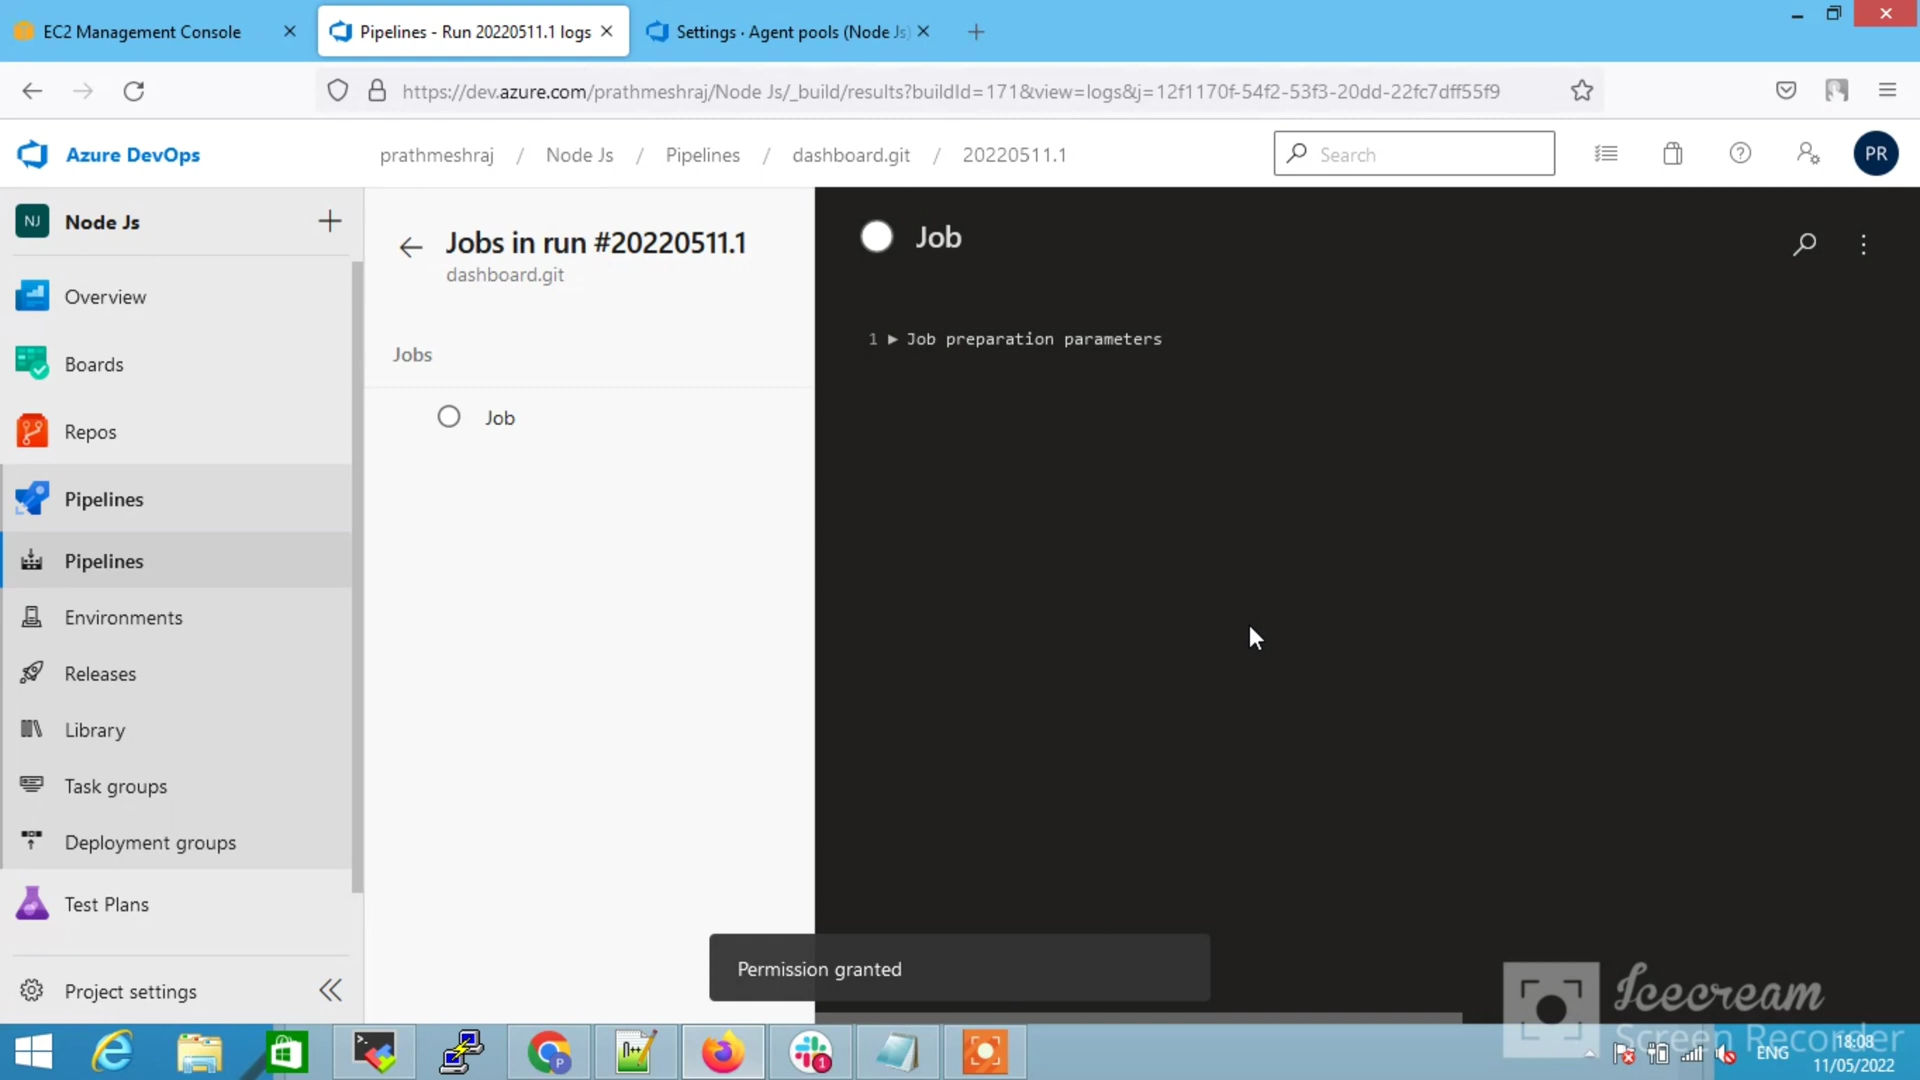 EC2 Management Console
Pipelines - Run 20220511.1 logs
Settings · Agent pools (Node Js)
https://dev.azure.com/prathmeshraj/Node Js/_build/results?buildId=171&view=logs&j=12f1170f-54f2-53f3-20dd-22fc7dff55f9
Azure DevOps
prathmeshraj / Node Js / Pipelines / dashboard.git / 20220511.1
Search
PR
NJ Node Js
Overview
Boards
Repos
Pipelines
Pipelines
Environments
Releases
Library
Task groups
Deployment groups
Test Plans
Project settings
Jobs in run #20220511.1
dashboard.git
Jobs
Job
Job
1 Job preparation parameters
Permission granted
Icecream
Screen Recorder
P
N++
1
ENG
18:08
11/05/2022